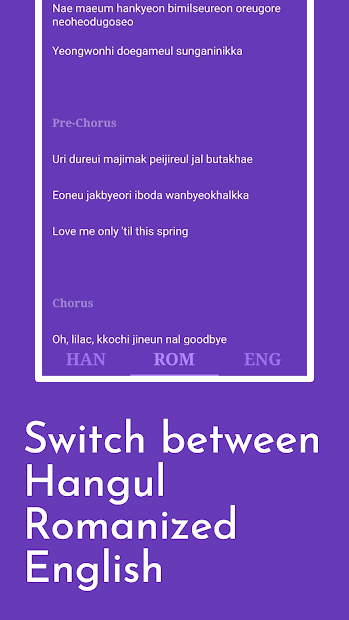 Nae maeum hankyeon bimilseureon oreugore
neoheodugoseo
Yeongwonhi doegameul sunganinikka
Pre-Chorus
Uri dureui majimak peijireul jal butakhae
Eoneu jakbyeori iboda wanbyeokhalkka
Love me only 'til this spring
Chorus
Oh, lilac, kkochi jineun nal goodbye
HAN ROM ENG
Switch between
Hangul
Romanized
English